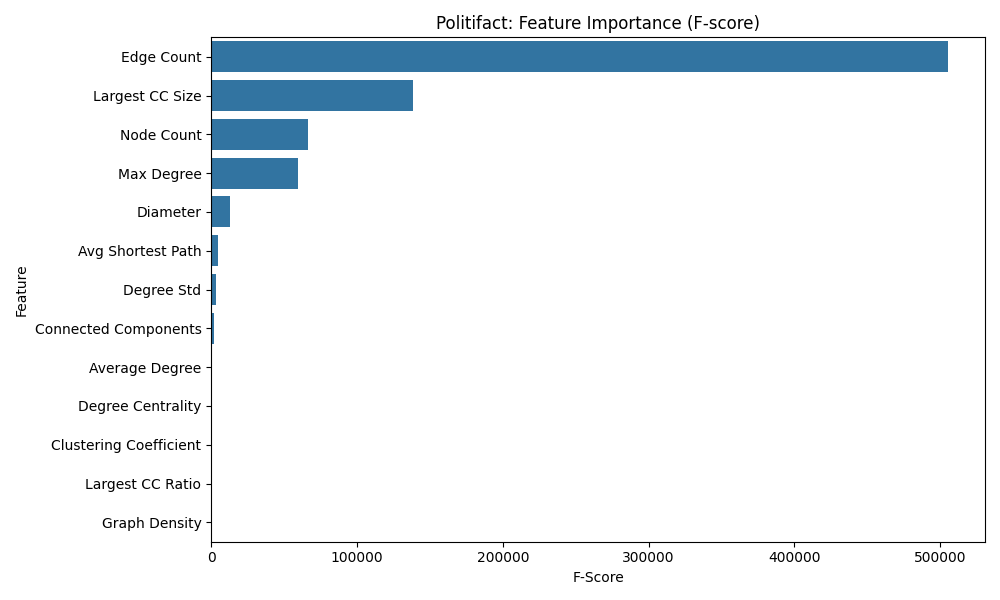 Politifact: Feature Importance (F-score)
Feature
Edge Count
Largest CC Size
Node Count
Max Degree
Diameter
Avg Shortest Path
Degree Std
Connected Components
Average Degree
Degree Centrality
Clustering Coefficient
Largest CC Ratio
Graph Density
0 100000 200000 300000 400000 500000
F-Score